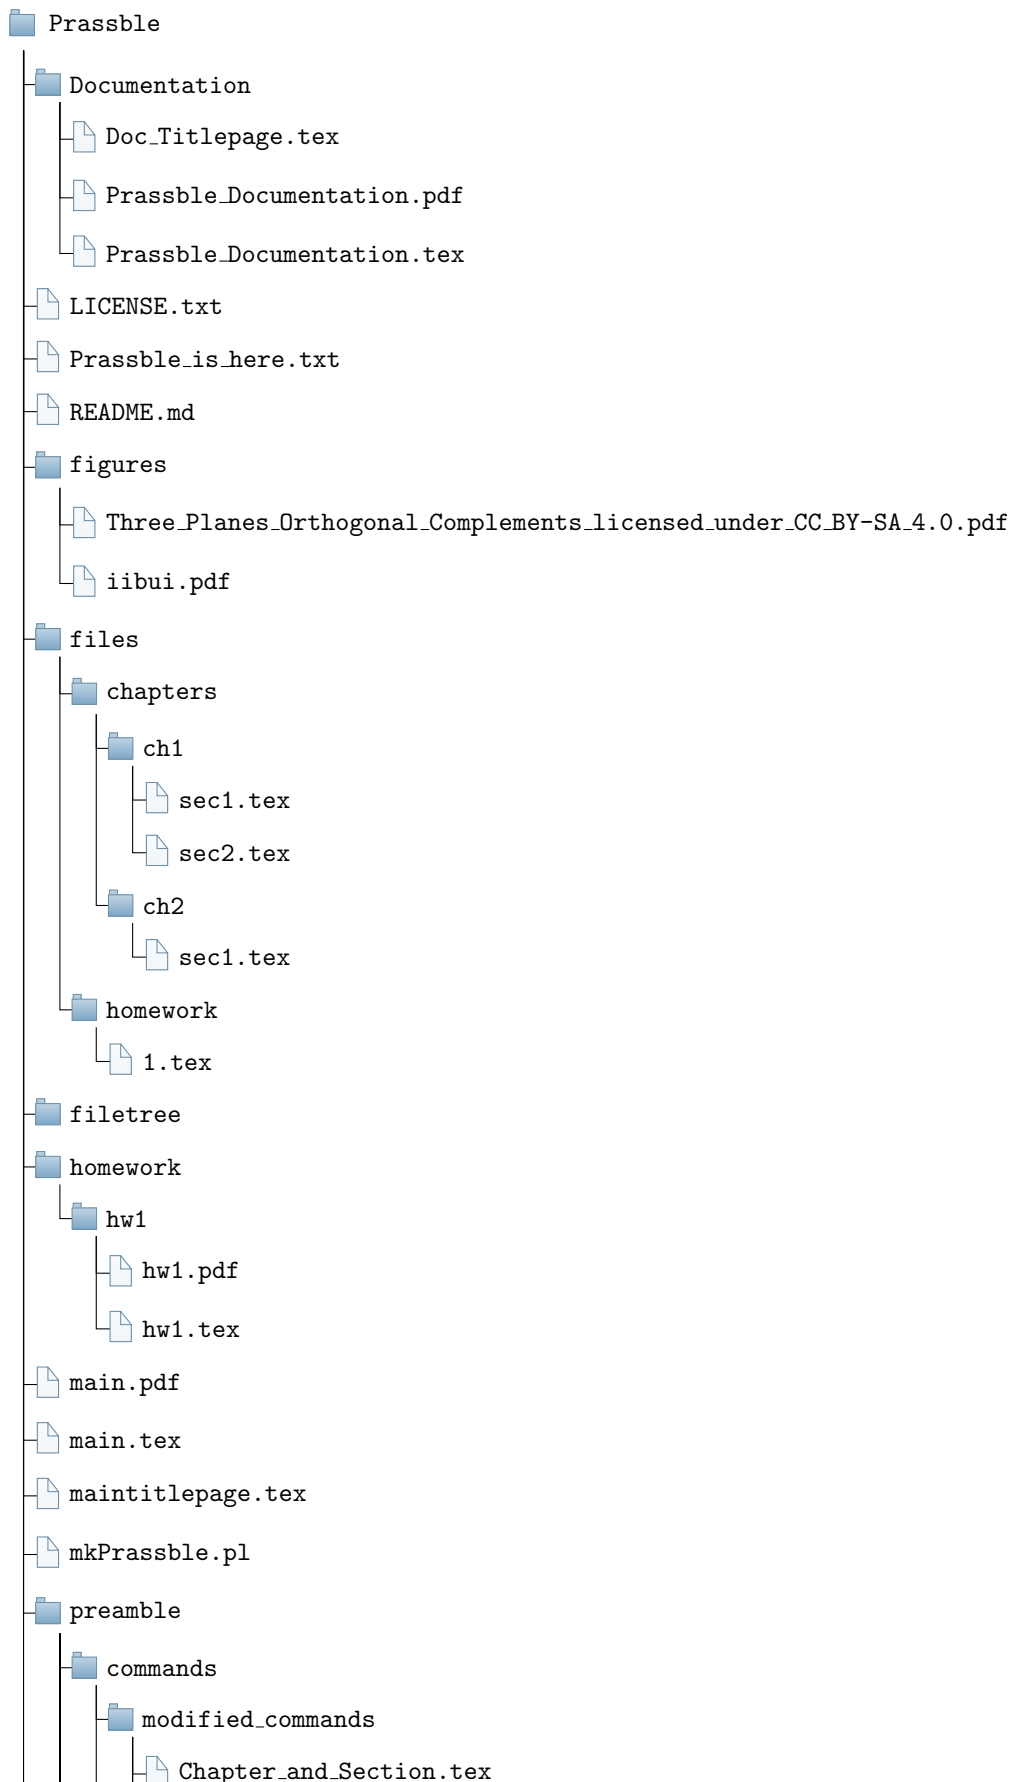 Prassble
Documentation
Doc_Titlepage.tex
Prassble_Documentation.pdf
Prassble_Documentation.tex
LICENSE.txt
Prassble_is_here.txt
README.md
figures
Three_Planes_Orthogonal_Complements_licensed_under_CC_BY-SA_4.0.pdf
iibui.pdf
files
chapters
ch1
sec1.tex
sec2.tex
ch2
sec1.tex
homework
1.tex
filetree
homework
hw1
hw1.pdf
hw1.tex
main.pdf
main.tex
maintitlepage.tex
mkPrassble.pl
preamble
commands
modified_commands
Chapter_and_Section.tex